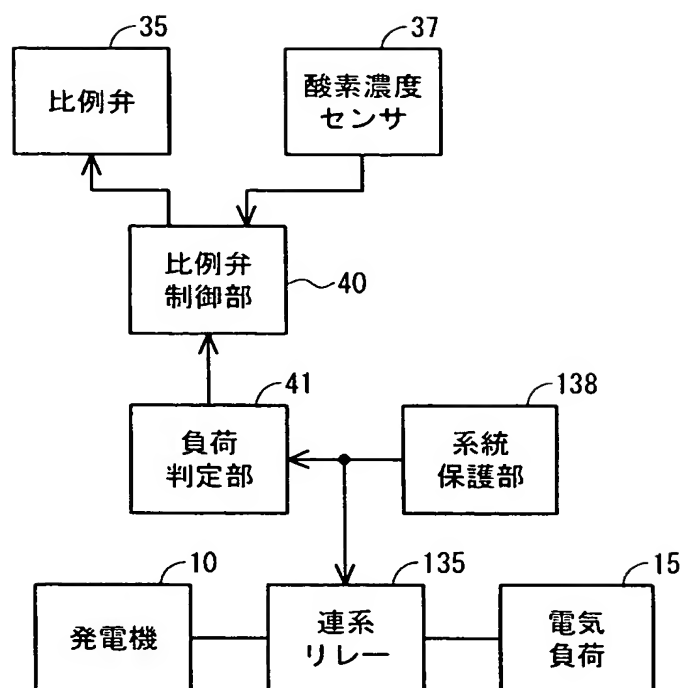 35
37
比例弁
酸素濃度
センサ
比例弁
制御部
40
41
138
負荷
判定部
系統
保護部
10
135
15
発電機
連系
リレー
電気
負荷